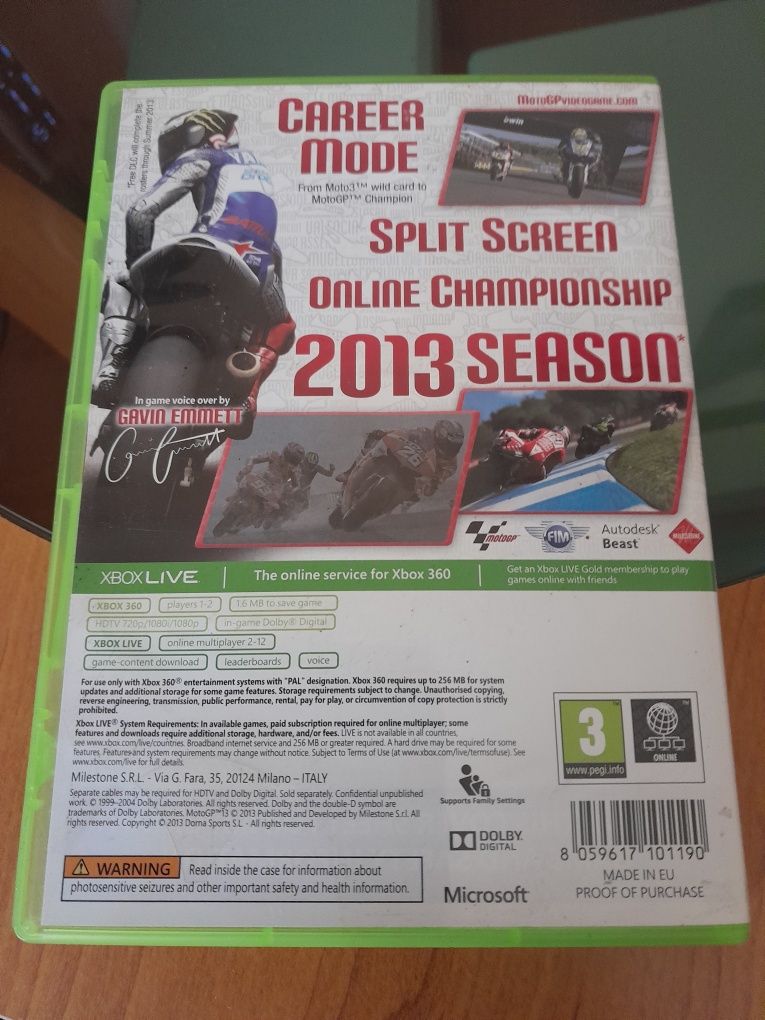 *Free DLC will complete the
rosters through Summer 2013.
CAREER
MODE
From Moto3™ wild card to
MotoGP™ Champion
MOTOGPVIDEOGAME.COM
bwin
SPLIT SCREEN
ONLINE CHAMPIONSHIP
2013 SEASON*
In game voice over by
GAVIN EMMETT
26
motoGP
FIM
Autodesk®
Beast™
MILESTONE
XBOX LIVE
The online service for Xbox 360
Get an Xbox LIVE Gold membership to play
games online with friends
XBOX 360
players 1-2
1.6 MB to save game
HDTV 720p/1080i/1080p
in-game Dolby® Digital
XBOX LIVE
online multiplayer 2-12
game-content download
leaderboards
voice
For use only with Xbox 360® entertainment systems with "PAL" designation. Xbox 360 requires up to 256 MB for system
updates and additional storage for some game features. Storage requirements subject to change. Unauthorised copying,
reverse engineering, transmission, public performance, rental, pay for play, or circumvention of copy protection is strictly
prohibited.
Xbox LIVE® System Requirements: In available games, paid subscription required for online multiplayer; some
features and downloads require additional storage, hardware, and/or fees. LIVE is not available in all countries,
see www.xbox.com/live/countries. Broadband internet service and 256 MB or greater required. A hard drive may be required for some
features. Features and system requirements may change without notice. Subject to Terms of Use (at www.xbox.com/live/termsofuse). See
www.xbox.com/live for full details.
Milestone S.R.L. - Via G. Fara, 35, 20124 Milano – ITALY
Separate cables may be required for HDTV and Dolby Digital. Sold separately. Confidential unpublished
work. © 1999–2004 Dolby Laboratories. All rights reserved. Dolby and the double-D symbol are
trademarks of Dolby Laboratories. MotoGP™13 © 2013 Published and Developed by Milestone S.r.l. All
rights reserved. Copyright © 2013 Dorna Sports S.L - All rights reserved.
WARNING Read inside the case for information about
photosensitive seizures and other important safety and health information.
Supports Family Settings
DOLBY
DIGITAL
Microsoft
3
www.pegi.info
ONLINE
8 059617 101190
MADE IN EU
PROOF OF PURCHASE